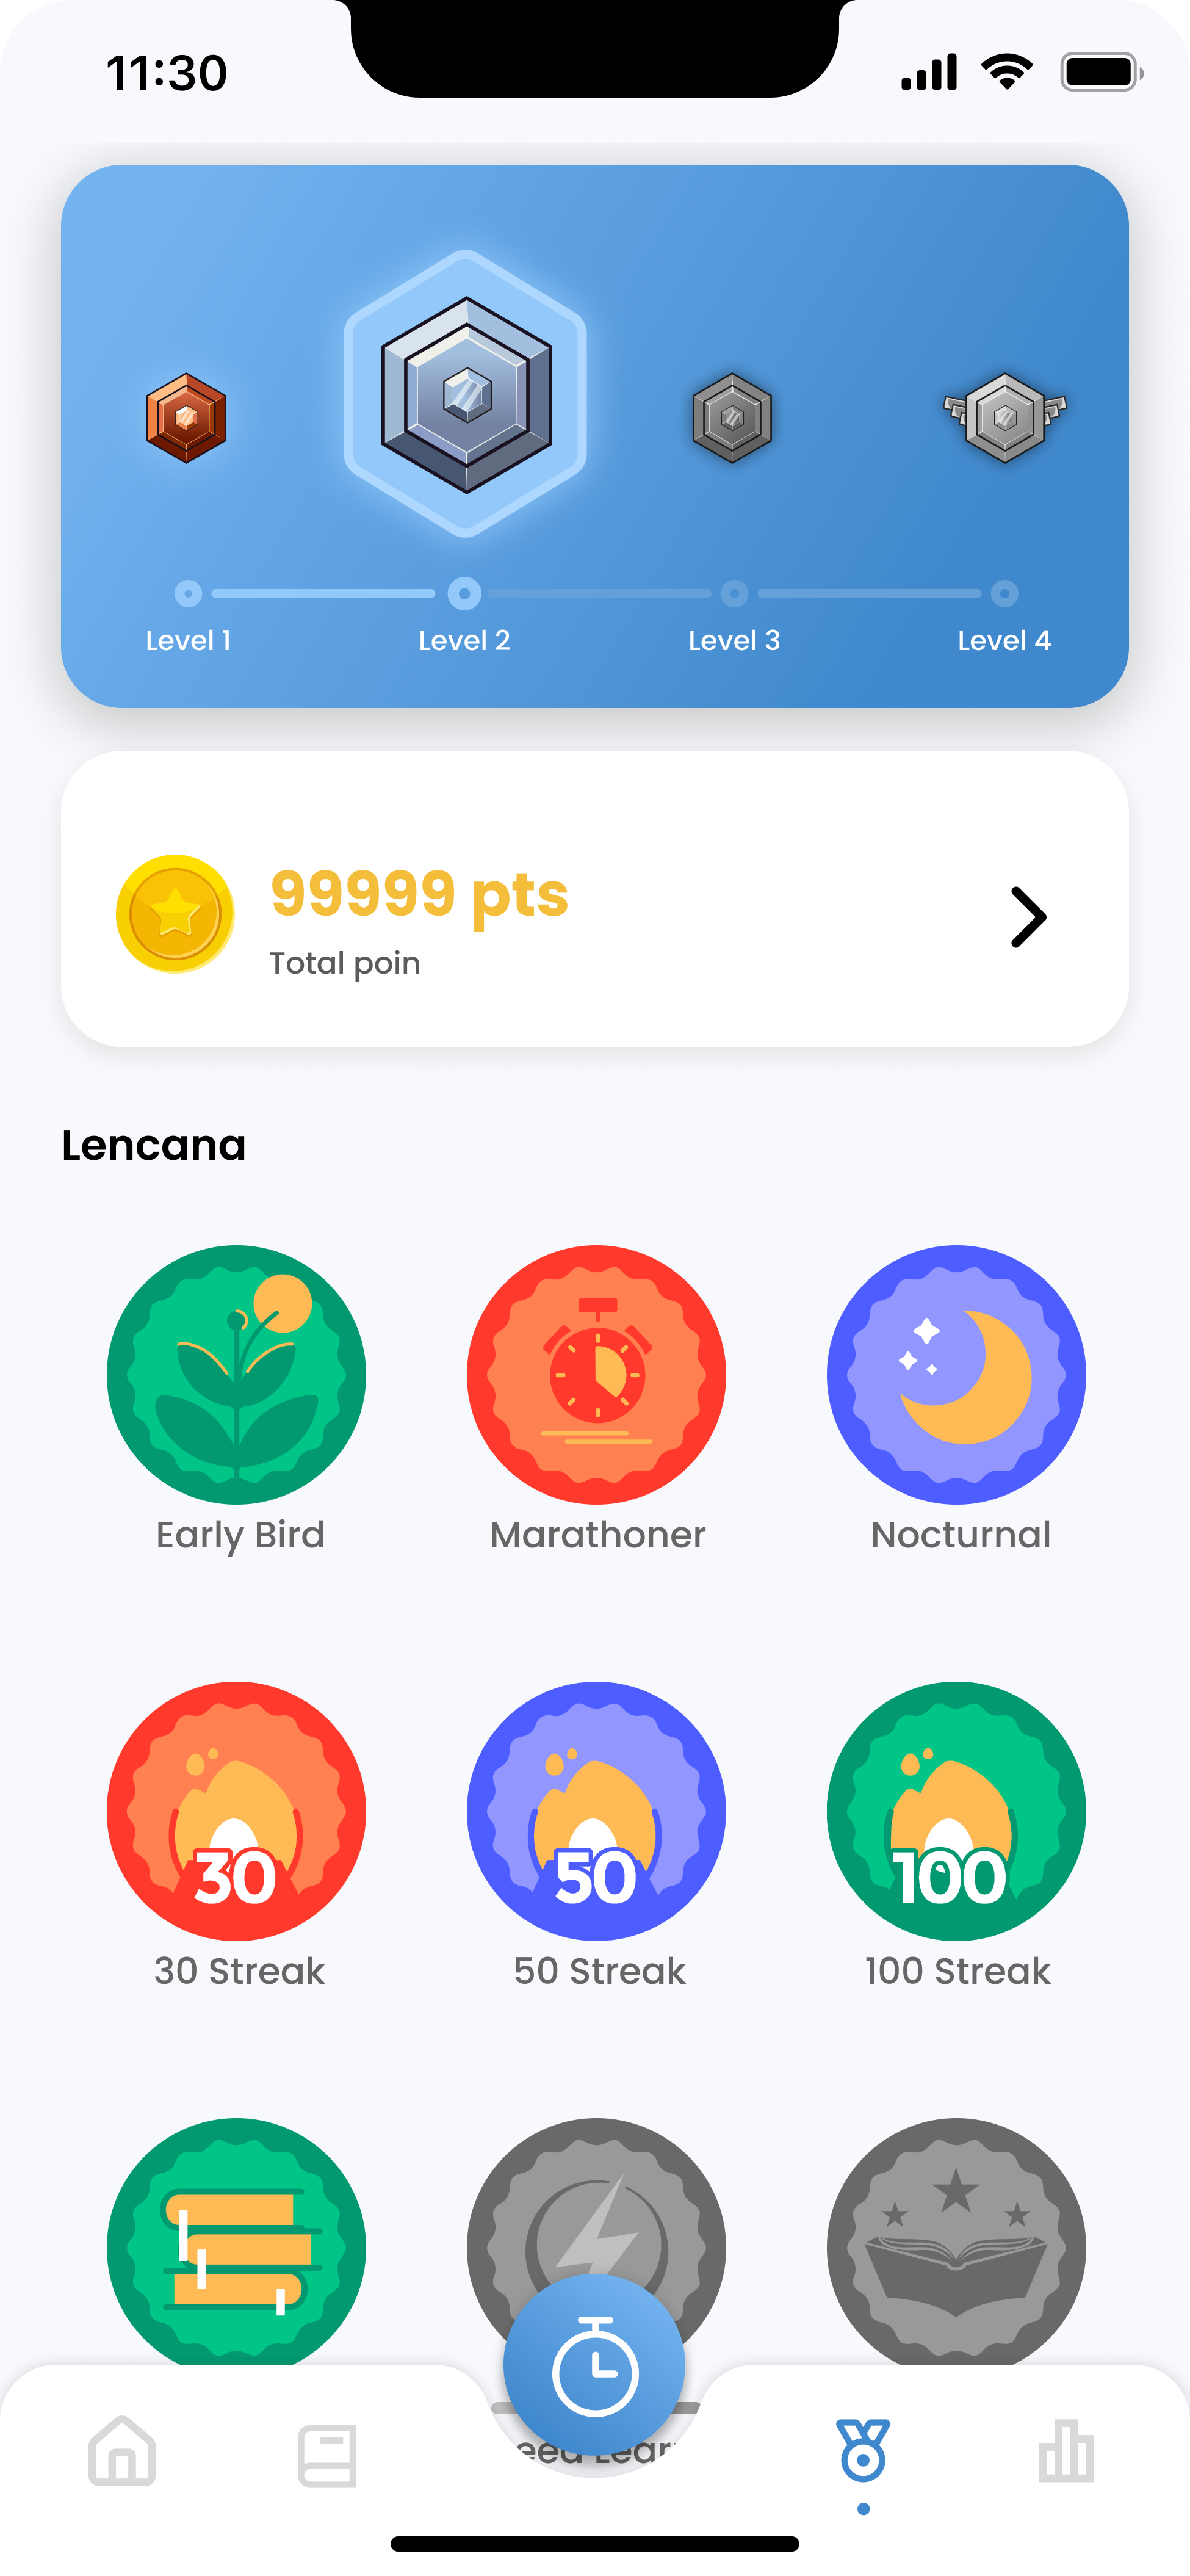 11:30
Level 1 Level 2 Level 3 Level 4
99999 pts
Total poin
Lencana
Early Bird Marathoner Nocturnal
30 50 100
30 Streak 50 Streak 100 Streak